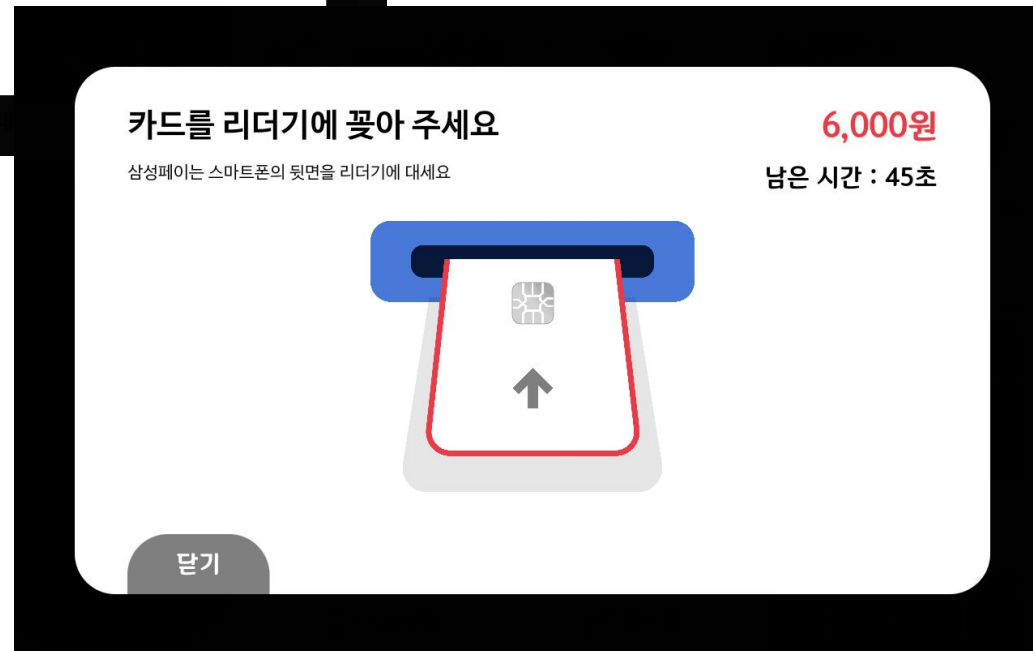 카드를 리더기에 꽂아 주세요
6,000원
삼성페이는 스마트폰의 뒷면을 리더기에 대세요
남은 시간 : 45초
닫기